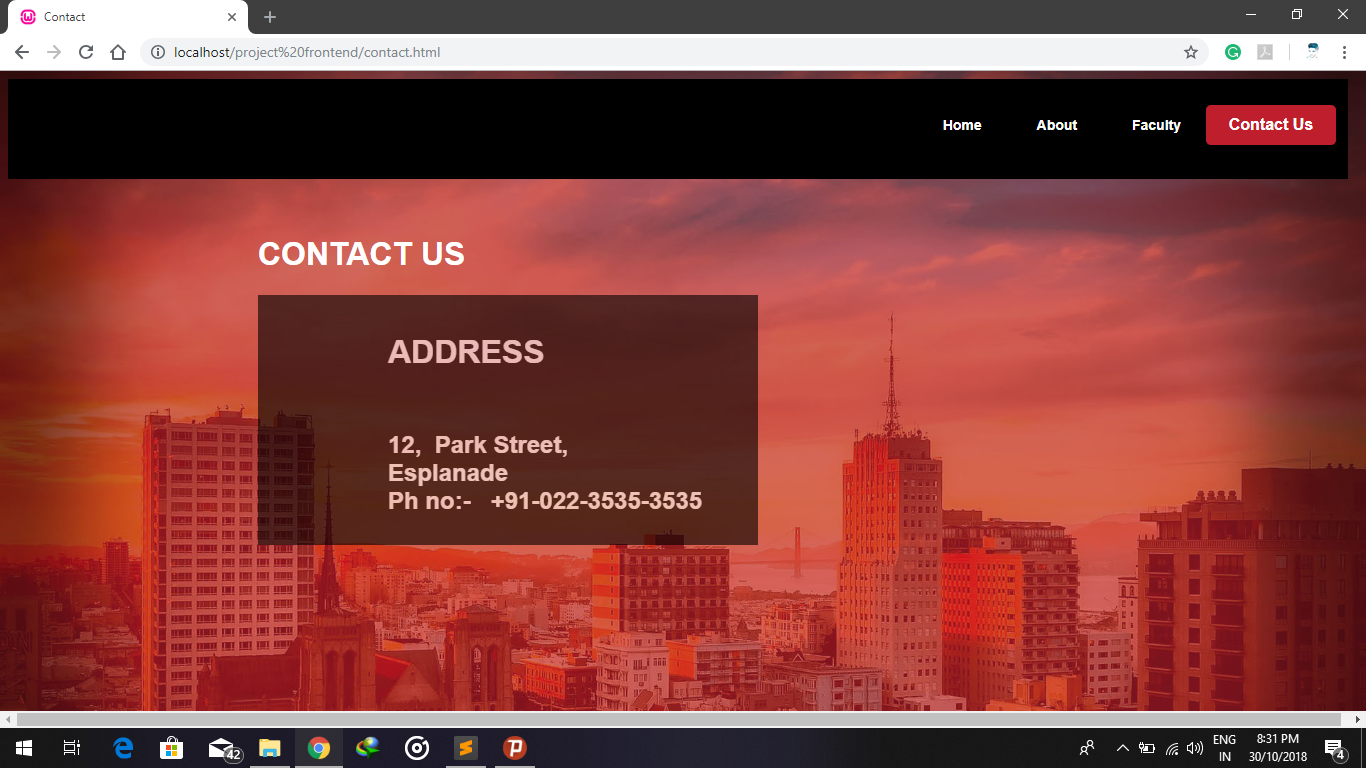 Contact
localhost/project%20frontend/contact.html
Home About Faculty Contact Us
CONTACT US
ADDRESS
12, Park Street,
Esplanade
Ph no:- +91-022-3535-3535
42
ENG
IN
8:31 PM
30/10/2018
4